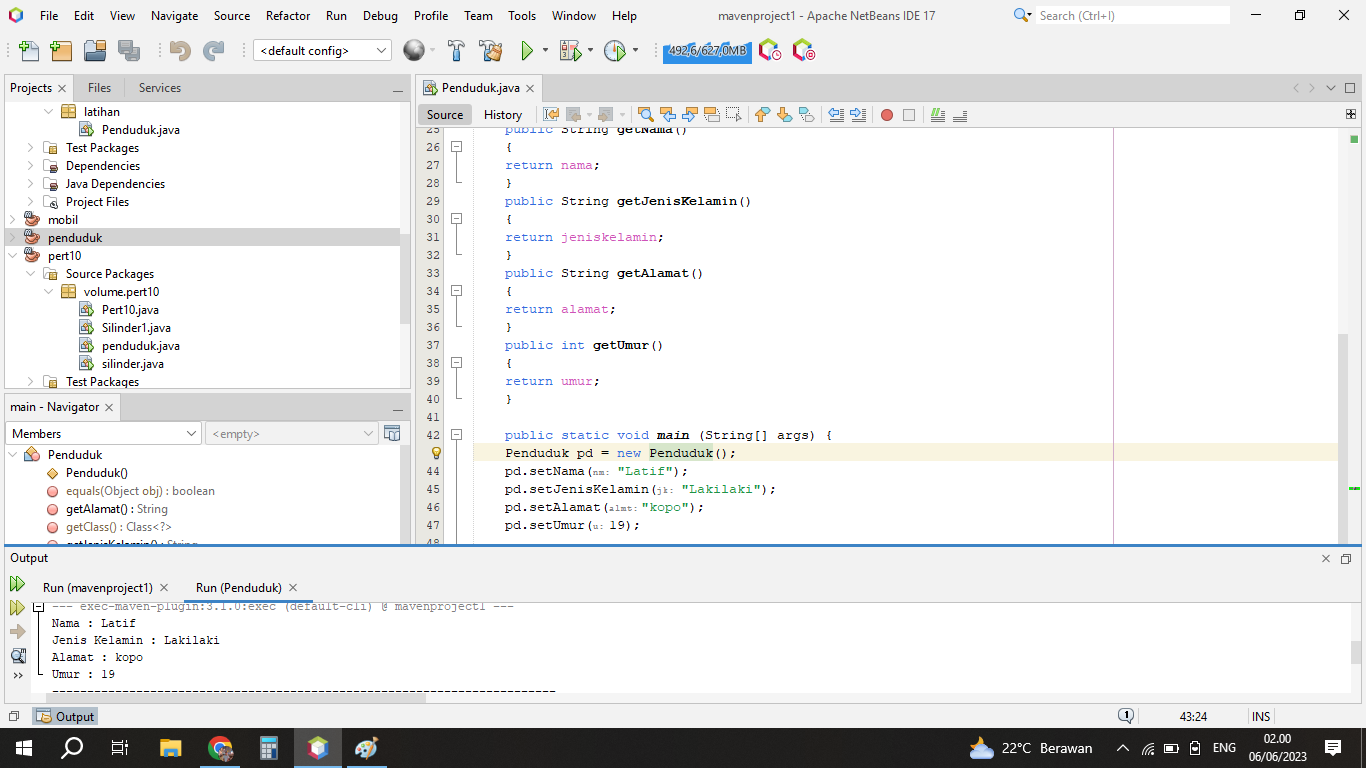 File Edit View Navigate Source Refactor Run Debug Profile Team Tools Window Help mavenproject1 - Apache NetBeans IDE 17 Search (Ctrl+I)
<default config> 492,6/627,0MB
Projects Files Services
latihan
Penduduk.java
Test Packages
Dependencies
Java Dependencies
Project Files
mobil
penduduk
pert10
Source Packages
volume.pert10
Pert10.java
Silinder1.java
penduduk.java
silinder.java
Test Packages
main - Navigator
Members <empty>
Penduduk
Penduduk()
equals(Object obj) : boolean
getAlamat() : String
getClass() : Class<?>
getJenisKelamin() : String
Penduduk.java
Source History
25 public String getNama()
26 {
27 return nama;
28 }
29 public String getJenisKelamin()
30 {
31 return jeniskelamin;
32 }
33 public String getAlamat()
34 {
35 return alamat;
36 }
37 public int getUmur()
38 {
39 return umur;
40 }
41
42 public static void main (String[] args) {
Penduduk pd = new Penduduk();
44 pd.setNama(nm: "Latif");
45 pd.setJenisKelamin(jk: "Lakilaki");
46 pd.setAlamat(almt: "kopo");
47 pd.setUmur(u: 19);
48
Output
Run (mavenproject1) Run (Penduduk)
--- exec-maven-plugin:3.1.0:exec (default-cli) @ mavenproject1 ---
Nama : Latif
Jenis Kelamin : Lakilaki
Alamat : kopo
Umur : 19
------------------------------------------------------------------------
Output 1 43:24 INS
22°C Berawan ENG 02.00
06/06/2023